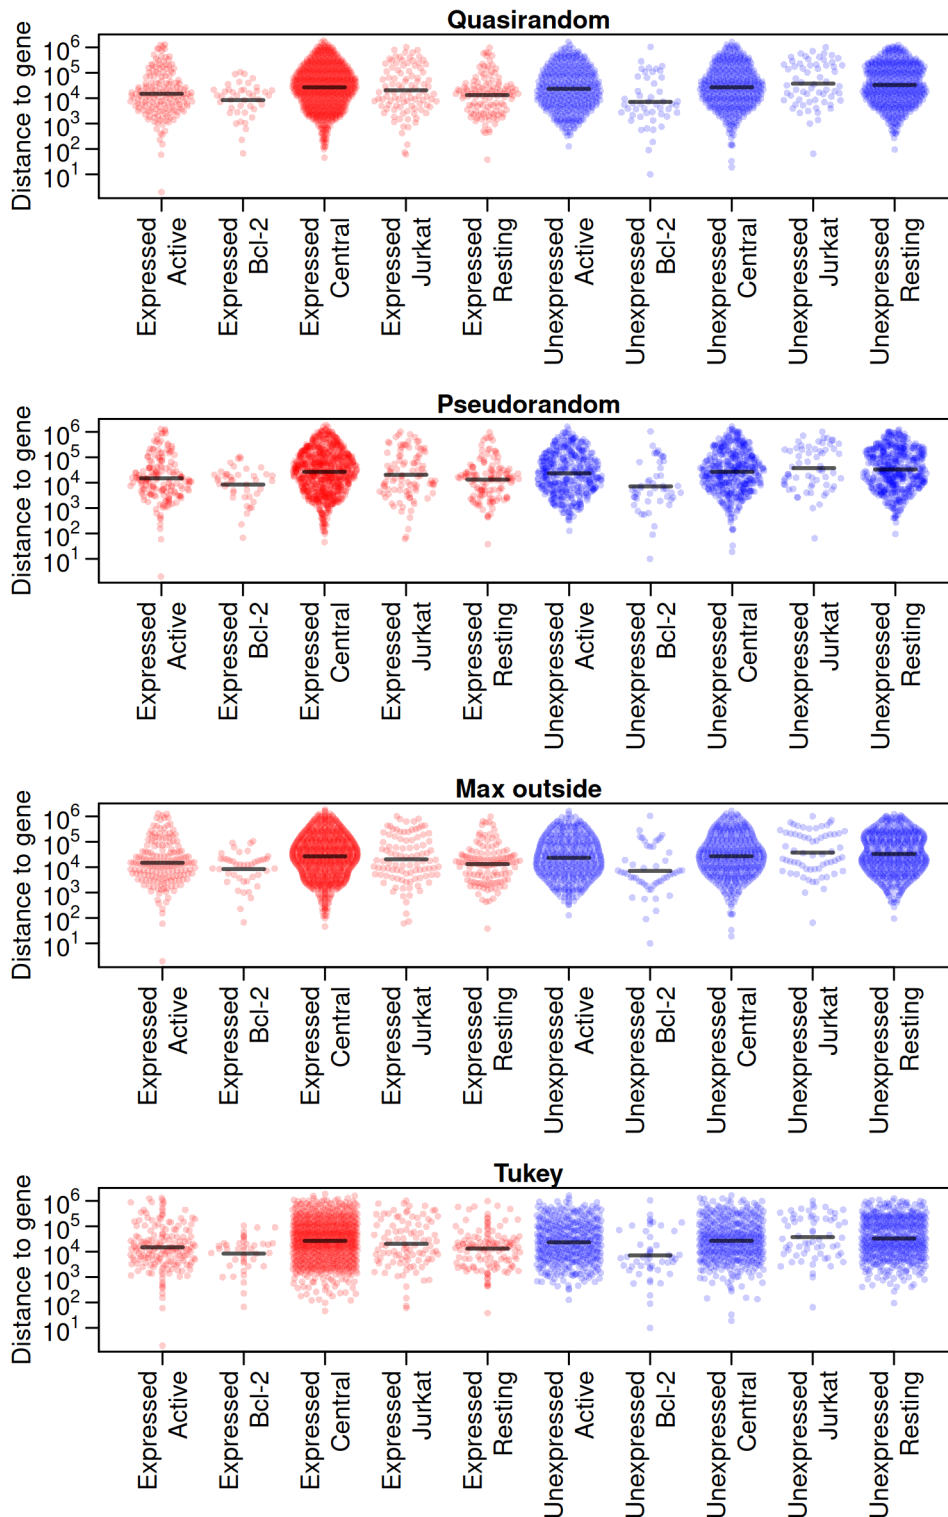 Quasirandom
Distance to gene
10^6
10^5
10^4
10^3
10^2
10^1
Expressed
Active
Expressed
Bcl-2
Expressed
Central
Expressed
Jurkat
Expressed
Resting
Unexpressed
Active
Unexpressed
Bcl-2
Unexpressed
Central
Unexpressed
Jurkat
Unexpressed
Resting
Pseudorandom
Distance to gene
10^6
10^5
10^4
10^3
10^2
10^1
Expressed
Active
Expressed
Bcl-2
Expressed
Central
Expressed
Jurkat
Expressed
Resting
Unexpressed
Active
Unexpressed
Bcl-2
Unexpressed
Central
Unexpressed
Jurkat
Unexpressed
Resting
Max outside
Distance to gene
10^6
10^5
10^4
10^3
10^2
10^1
Expressed
Active
Expressed
Bcl-2
Expressed
Central
Expressed
Jurkat
Expressed
Resting
Unexpressed
Active
Unexpressed
Bcl-2
Unexpressed
Central
Unexpressed
Jurkat
Unexpressed
Resting
Tukey
Distance to gene
10^6
10^5
10^4
10^3
10^2
10^1
Expressed
Active
Expressed
Bcl-2
Expressed
Central
Expressed
Jurkat
Expressed
Resting
Unexpressed
Active
Unexpressed
Bcl-2
Unexpressed
Central
Unexpressed
Jurkat
Unexpressed
Resting